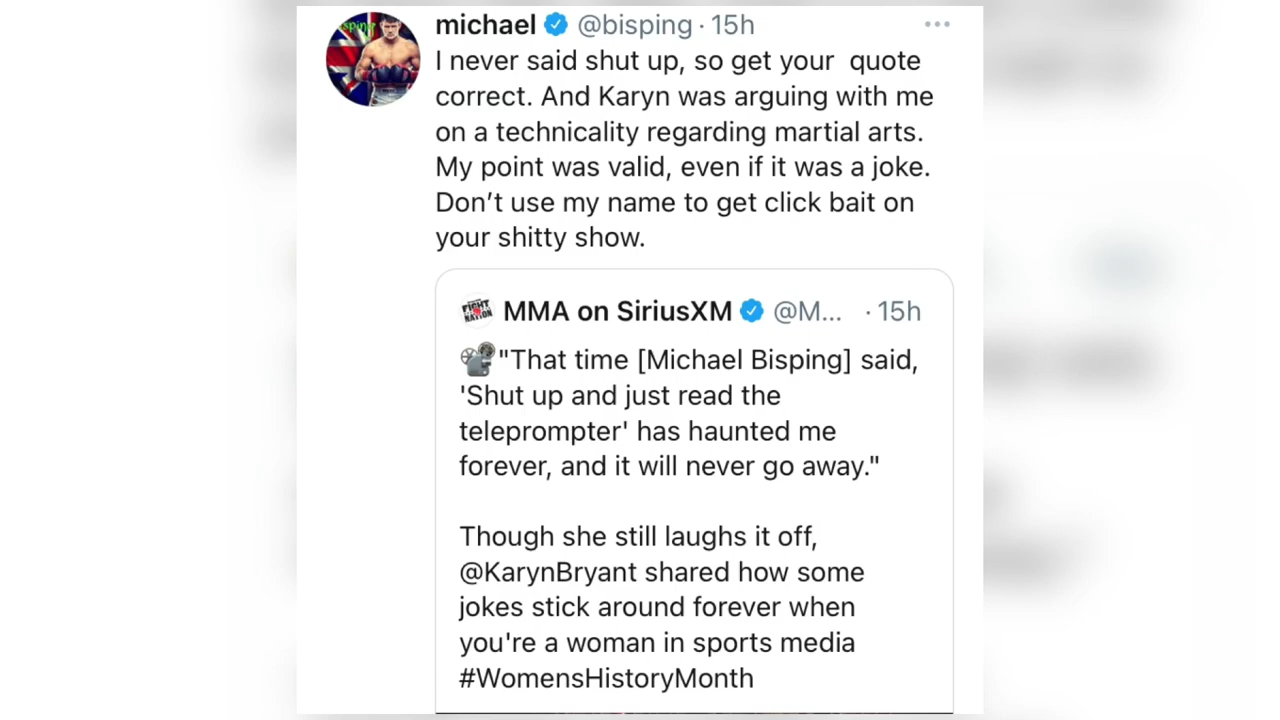 sping
michael @bisping · 15h
I never said shut up, so get your quote
correct. And Karyn was arguing with me
on a technicality regarding martial arts.
My point was valid, even if it was a joke.
Don’t use my name to get click bait on
your shitty show.
FIGHT
NATION
MMA on SiriusXM @M... · 15h
"That time [Michael Bisping] said,
'Shut up and just read the
teleprompter' has haunted me
forever, and it will never go away."
Though she still laughs it off,
@KarynBryant shared how some
jokes stick around forever when
you're a woman in sports media
#WomensHistoryMonth